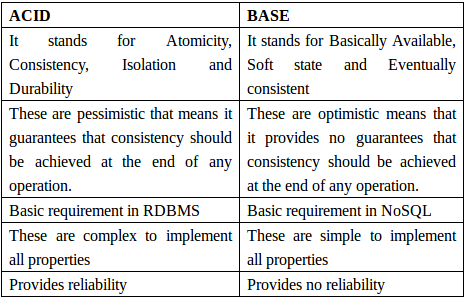 ACID
BASE
It stands for Atomicity,
Consistency, Isolation and
Durability
It stands for Basically Available,
Soft state and Eventually
consistent
These are pessimistic that means it
guarantees that consistency should
be achieved at the end of any
operation.
These are optimistic means that
it provides no guarantees that
consistency should be achieved
at the end of any operation.
Basic requirement in RDBMS
Basic requirement in NoSQL
These are complex to implement
all properties
These are simple to implement
all properties
Provides reliability
Provides no reliability